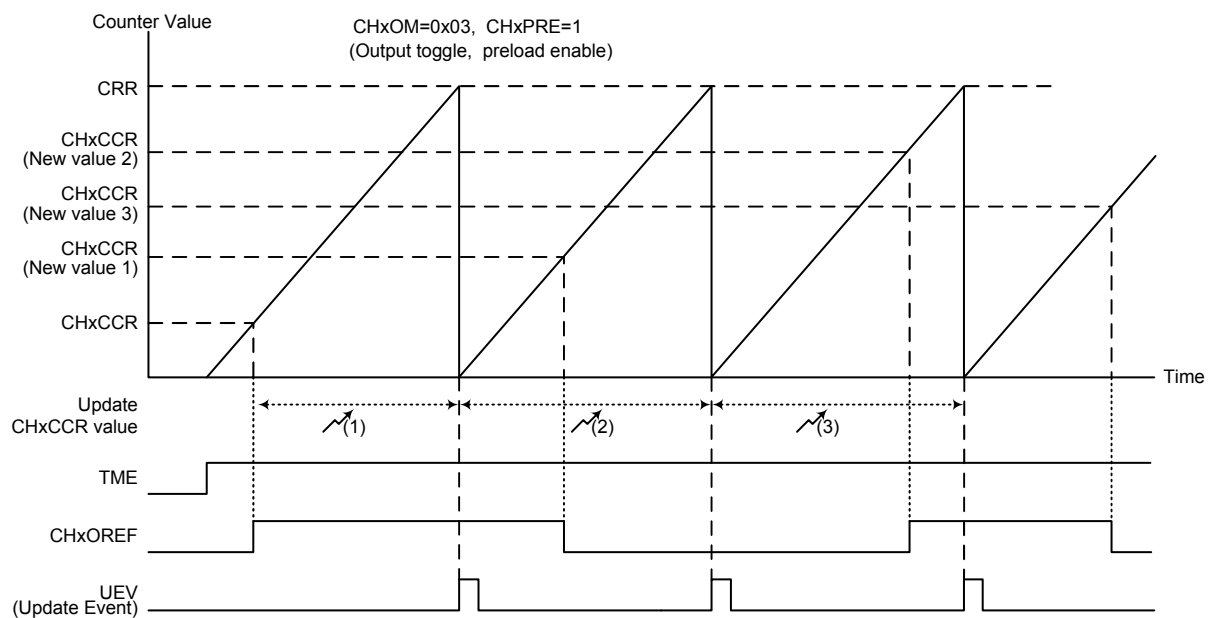 Counter Value
CHxOM=0x03, CHxPRE=1
(Output toggle, preload enable)
CRR
CHxCCR
(New value 2)
CHxCCR
(New value 3)
CHxCCR
(New value 1)
CHxCCR
Time
Update
CHxCCR value
(1)
(2)
(3)
TME
CHxOREF
UEV
(Update Event)